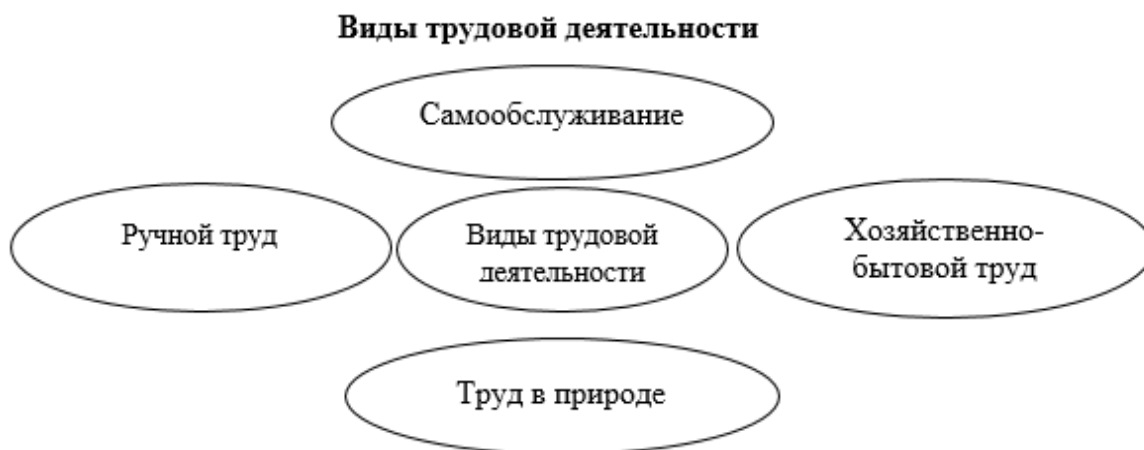 Виды трудовой деятельности
Самообслуживание
Ручной труд
Виды трудовой
деятельности
Хозяйственно-
бытовой труд
Труд в природе